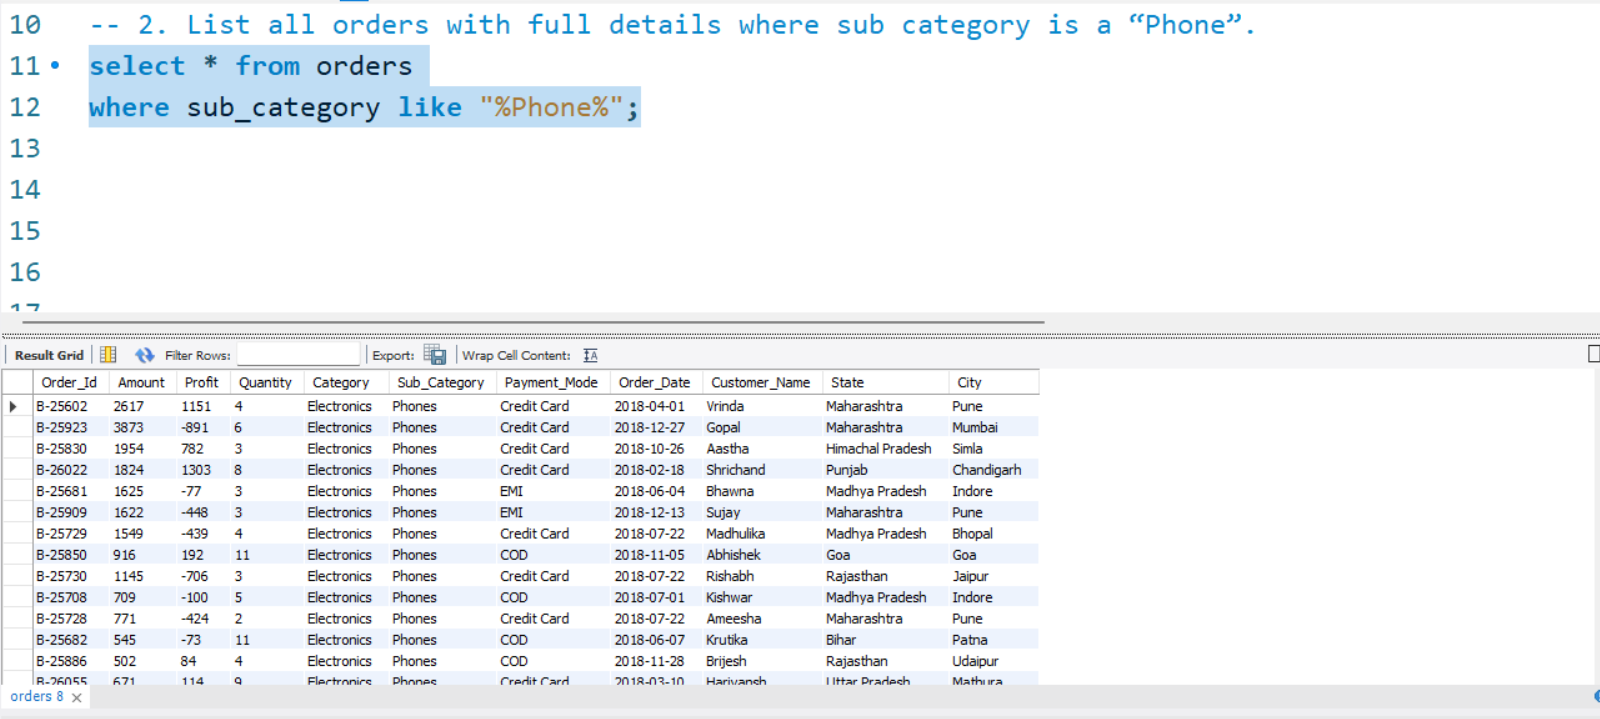 10 -- 2. List all orders with full details where sub category is a “Phone”.
11 select * from orders
12 where sub_category like "%Phone%";
13
14
15
16
17
Result Grid Filter Rows: Export: Wrap Cell Content: IA
Order_Id Amount Profit Quantity Category Sub_Category Payment_Mode Order_Date Customer_Name State City
B-25602 2617 1151 4 Electronics Phones Credit Card 2018-04-01 Vrinda Maharashtra Pune
B-25923 3873 -891 6 Electronics Phones Credit Card 2018-12-27 Gopal Maharashtra Mumbai
B-25830 1954 782 3 Electronics Phones Credit Card 2018-10-26 Aastha Himachal Pradesh Simla
B-26022 1824 1303 8 Electronics Phones Credit Card 2018-02-18 Shrichand Punjab Chandigarh
B-25681 1625 -77 3 Electronics Phones EMI 2018-06-04 Bhawna Madhya Pradesh Indore
B-25909 1622 -448 3 Electronics Phones EMI 2018-12-13 Sujay Maharashtra Pune
B-25729 1549 -439 4 Electronics Phones Credit Card 2018-07-22 Madhulika Madhya Pradesh Bhopal
B-25850 916 192 11 Electronics Phones COD 2018-11-05 Abhishek Goa Goa
B-25730 1145 -706 3 Electronics Phones Credit Card 2018-07-22 Rishabh Rajasthan Jaipur
B-25708 709 -100 5 Electronics Phones COD 2018-07-01 Kishwar Madhya Pradesh Indore
B-25728 771 -424 2 Electronics Phones Credit Card 2018-07-22 Ameesha Maharashtra Pune
B-25682 545 -73 11 Electronics Phones COD 2018-06-07 Krutika Bihar Patna
B-25886 502 84 4 Electronics Phones COD 2018-11-28 Brijesh Rajasthan Udaipur
B-26055 671 114 9 Electronics Phones Credit Card 2018-03-10 Harivansh Uttar Pradesh Mathura
orders 8